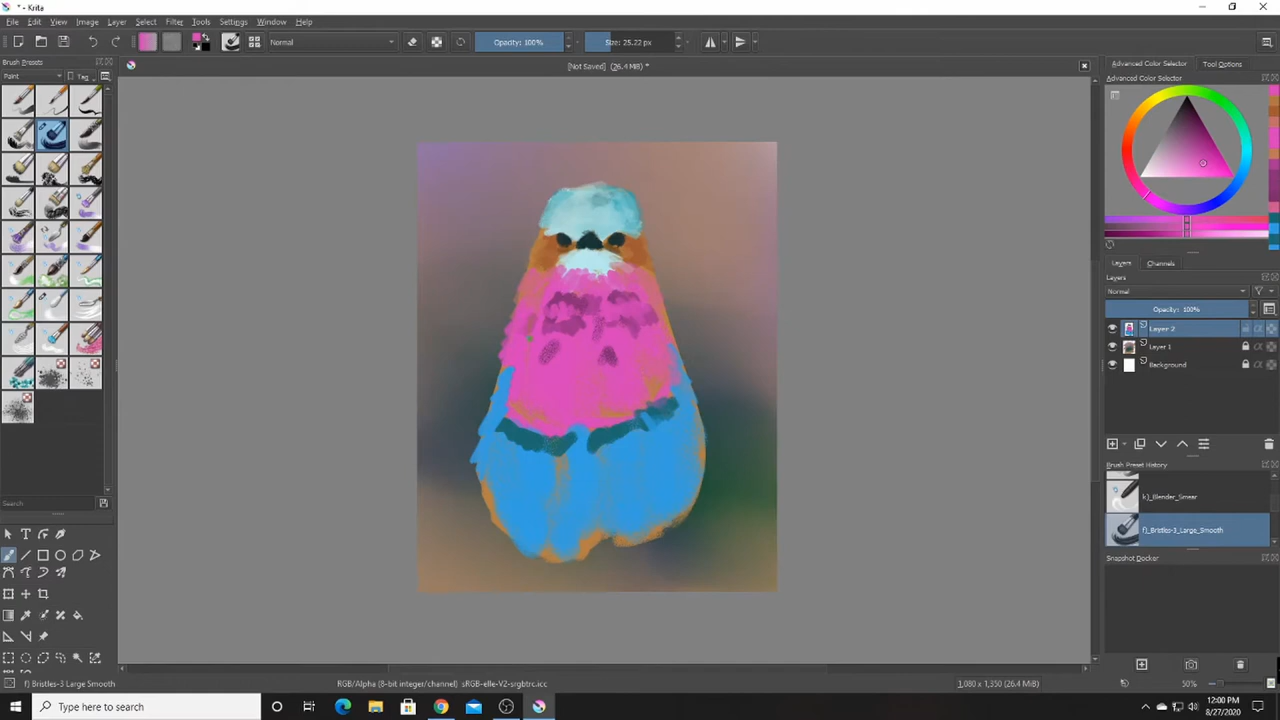 * - Krita
File Edit View Image Layer Select Filter Tools Settings Window Help
Normal Opacity: 100% Size: 25.22 px
Brush Presets
[Not Saved] (26.4 MiB) *
Advanced Color Selector Tool Options
Paint Tag
Advanced Color Selector
Layers Channels
Layers
Normal
Opacity: 100%
Layer 2
Layer 1
Background
Brush Preset History
k)_Blender_Smear
f)_Bristles-3_Large_Smooth
Search
Snapshot Docker
f) Bristles-3 Large Smooth
RGB/Alpha (8-bit integer/channel) sRGB-elle-V2-srgbtrc.icc
1,080 x 1,350 (26.4 MiB)
50%
Type here to search
12:00 PM
8/27/2020